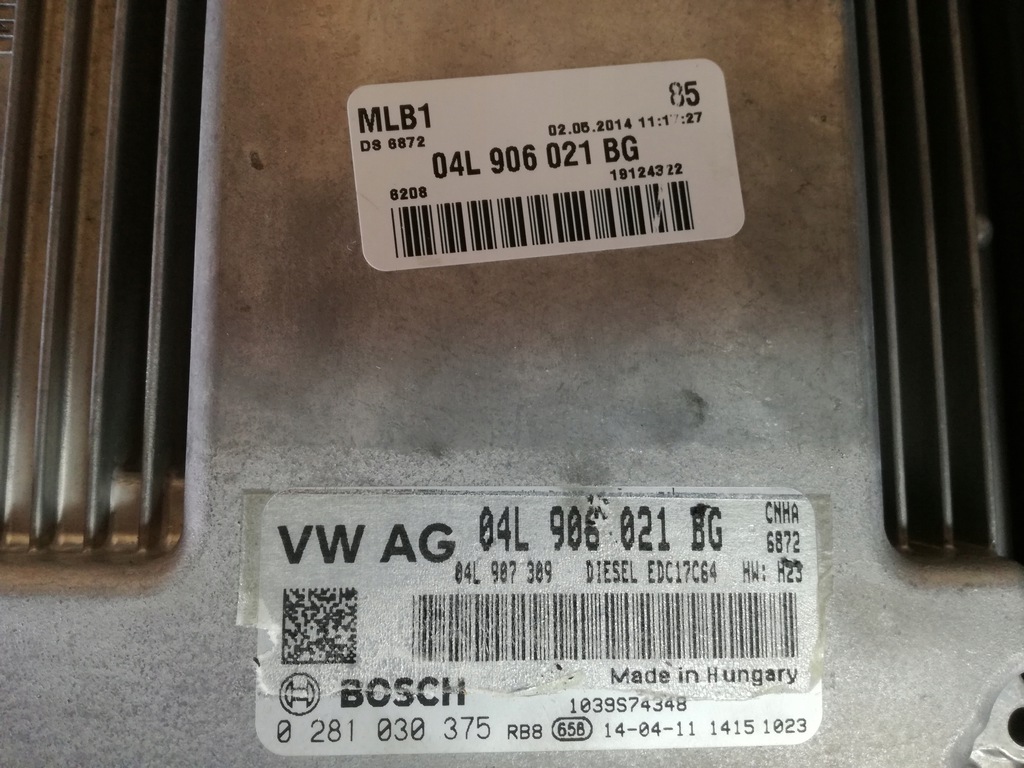 MLB1 85
DS 6872 02.05.2014 11:17:27
04L 906 021 BG
6208 19124322
VW AG 04L 906 021 BG CNHA
6872
04L 907 309 DIESEL EDC17C64 HW: H23
Made in Hungary
BOSCH 1039S74348
0 281 030 375 RB8 656 14-04-11 1415 1023